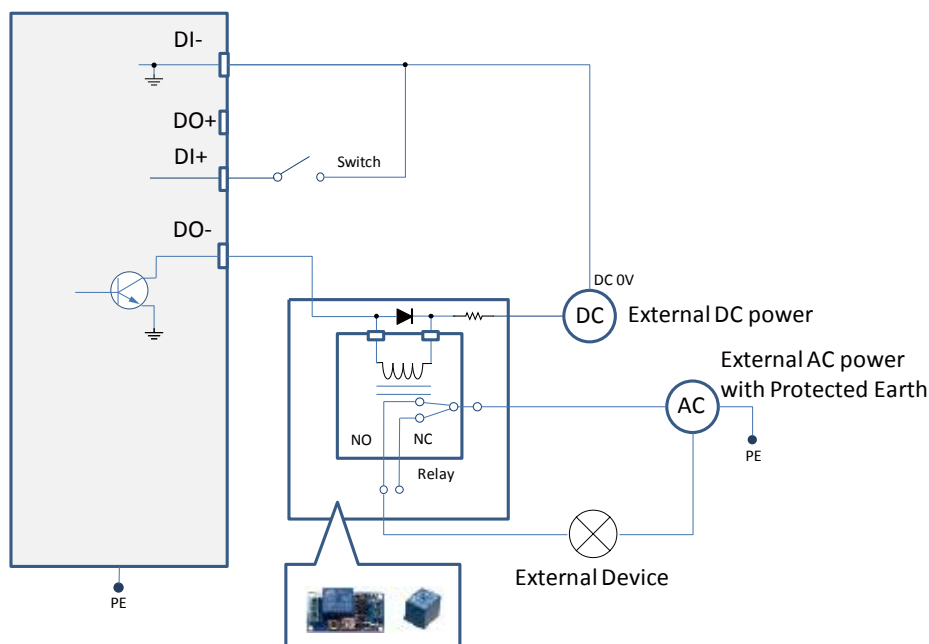 DI-
DO+
DI+
Switch
DO-
DC 0V
DC
External DC power
External AC power
with Protected Earth
AC
PE
NO
NC
Relay
External Device
PE